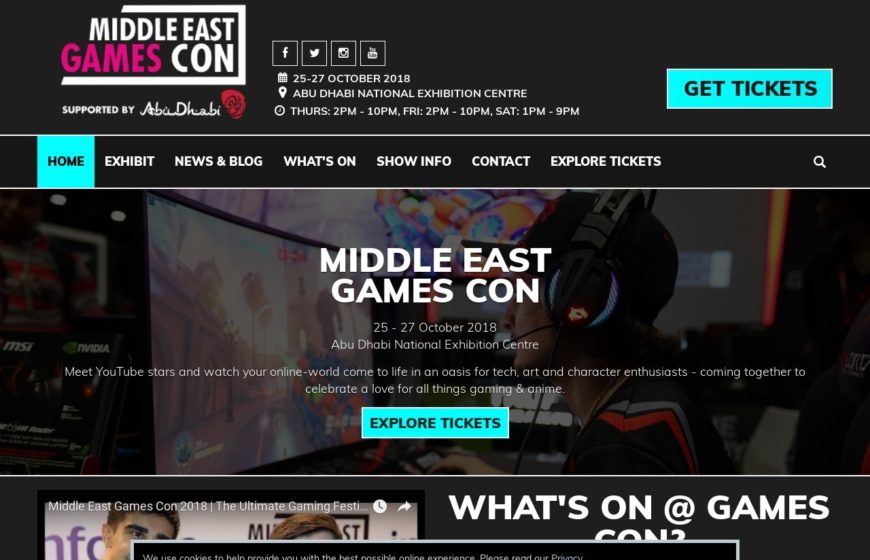 MIDDLE EAST
GAMES CON
SUPPORTED BY Abu Dhabi
25-27 OCTOBER 2018
ABU DHABI NATIONAL EXHIBITION CENTRE
THURS: 2PM - 10PM, FRI: 2PM - 10PM, SAT: 1PM - 9PM
GET TICKETS
HOME EXHIBIT NEWS & BLOG WHAT'S ON SHOW INFO CONTACT EXPLORE TICKETS
MIDDLE EAST
GAMES CON
25 - 27 October 2018
Abu Dhabi National Exhibition Centre
Meet YouTube stars and watch your online-world come to life in an oasis for tech, art and character enthusiasts - coming together to
celebrate a love for all things gaming & anime.
EXPLORE TICKETS
msi NVIDIA
Middle East Games Con 2018 | The Ultimate Gaming Festi...
MIDDLE EAST
WHAT'S ON @ GAMES
CON?
We use cookies to help provide you with the best possible online experience. Please read our Privacy